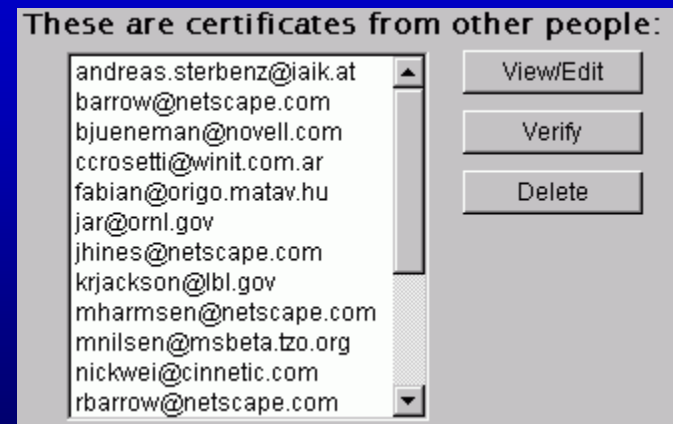 These are certificates from other people:
andreas.sterbenz@iaik.at
barrow@netscape.com
bjueneman@novell.com
ccrosetti@winit.com.ar
fabian@origo.matav.hu
jar@ornl.gov
jhines@netscape.com
krjackson@lbl.gov
mharmsen@netscape.com
mnilsen@msbeta.tzo.org
nickwei@cinnetic.com
rbarrow@netscape.com
View/Edit
Verify
Delete